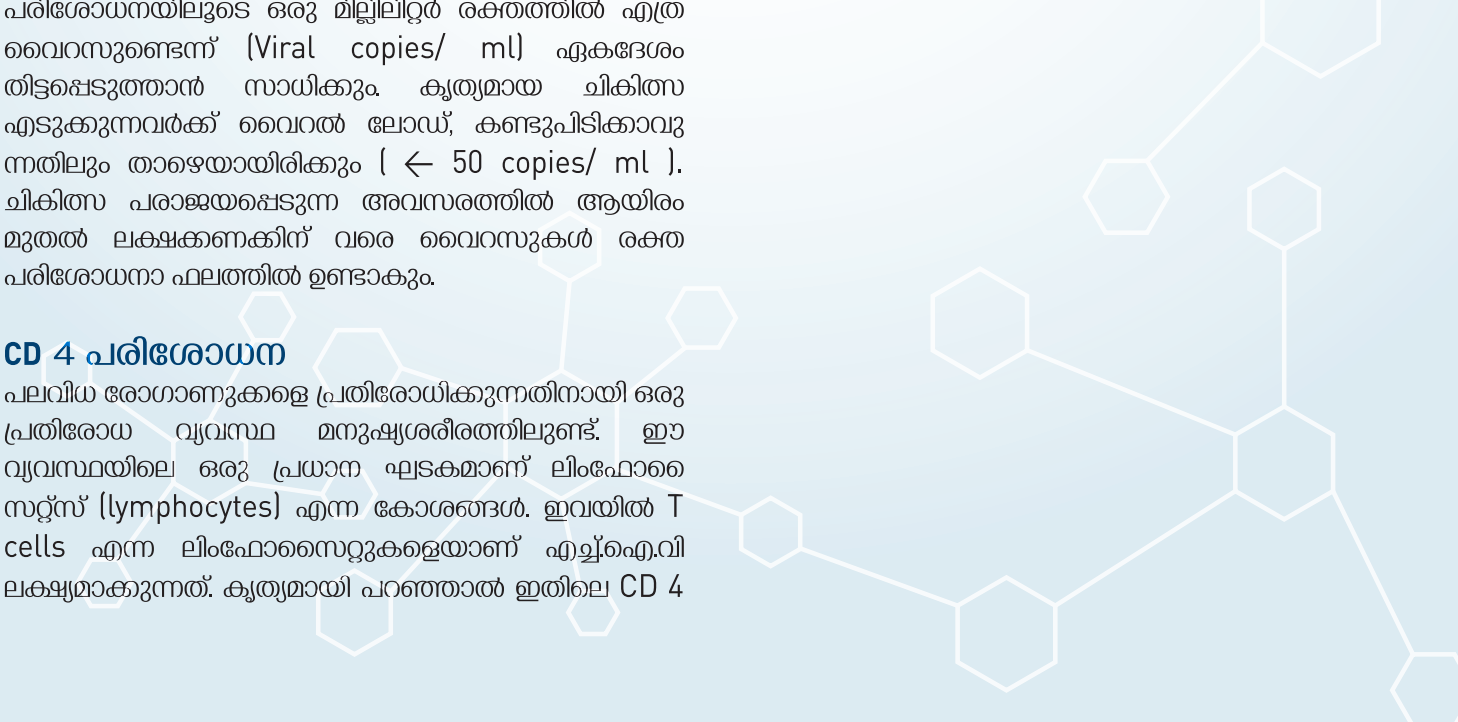 പരിശോധനയിലൂടെ ഒരു മില്ലിലിറ്റർ രക്തത്തിൽ എത്ര
വൈറസുണ്ടെന്ന് (Viral copies/ ml) ഏകദേശം
തിട്ടപ്പെടുത്താൻ സാധിക്കും. കൃത്യമായ ചികിത്സ
എടുക്കുന്നവർക്ക് വൈറൽ ലോഡ്, കണ്ടുപിടിക്കാവു
ന്നതിലും താഴെയായിരിക്കും ( ← 50 copies/ ml ).
ചികിത്സ പരാജയപ്പെടുന്ന അവസരത്തിൽ ആയിരം
മുതൽ ലക്ഷക്കണക്കിന് വരെ വൈറസുകൾ രക്ത
പരിശോധനാ ഫലത്തിൽ ഉണ്ടാകും.
CD 4 പരിശോധന
പലവിധ രോഗാണുക്കളെ പ്രതിരോധിക്കുന്നതിനായി ഒരു
പ്രതിരോധ വ്യവസ്ഥ മനുഷ്യശരീരത്തിലുണ്ട്. ഈ
വ്യവസ്ഥയിലെ ഒരു പ്രധാന ഘടകമാണ് ലിംഫോസൈ
റ്റ്സ് (lymphocytes) എന്ന കോശങ്ങൾ. ഇവയിൽ T
cells എന്ന ലിംഫോസൈറ്റുകളെയാണ് എച്ച്.ഐ.വി
ലക്ഷ്യമാക്കുന്നത്. കൃത്യമായി പറഞ്ഞാൽ ഇതിലെ CD 4